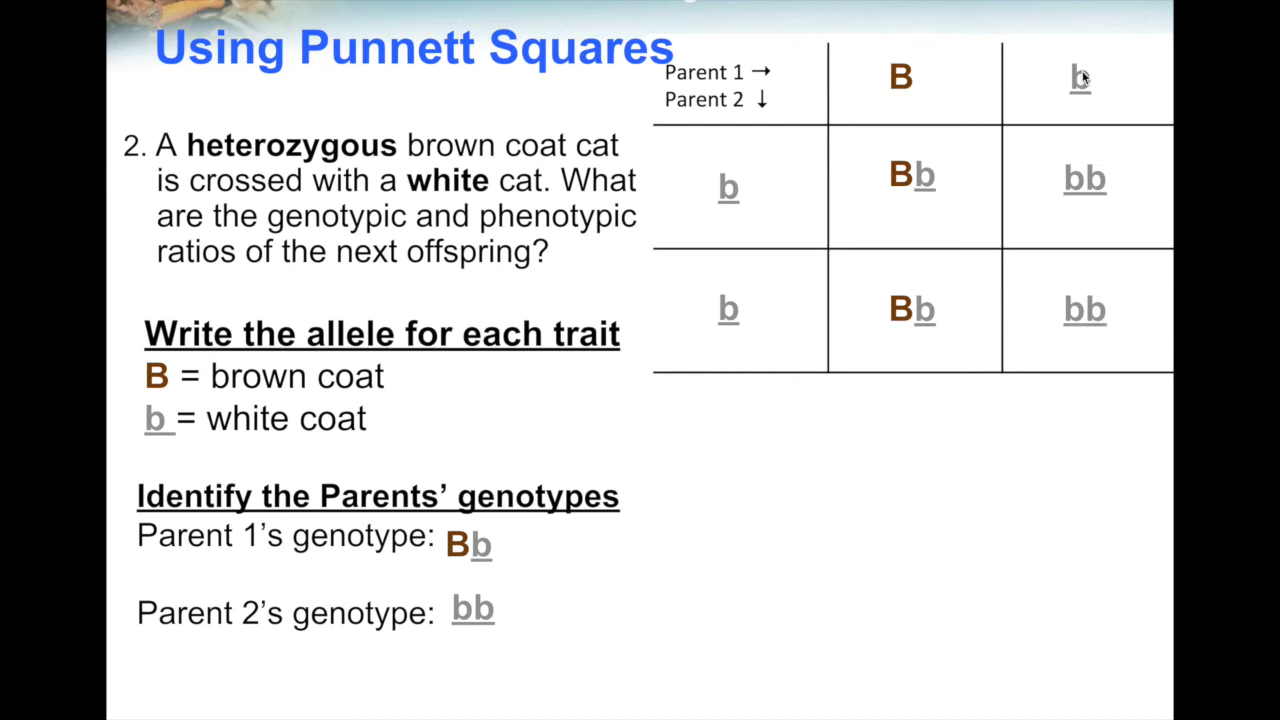 Using Punnett Squares
Parent 1 → B b
Parent 2 ↓
b Bb bb
b Bb bb
2. A heterozygous brown coat cat
is crossed with a white cat. What
are the genotypic and phenotypic
ratios of the next offspring?
Write the allele for each trait
B = brown coat
b = white coat
Identify the Parents’ genotypes
Parent 1’s genotype: Bb
Parent 2’s genotype: bb